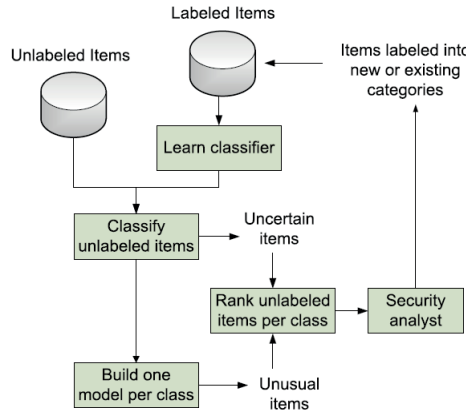 Labeled Items
Unlabeled Items
Items labeled into
new or existing
categories
Learn classifier
Classify
unlabeled items
Uncertain
items
Rank unlabeled
items per class
Security
analyst
Build one
model per class
Unusual
items